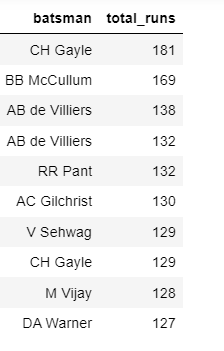 batsman total_runs
CH Gayle 181
BB McCullum 169
AB de Villiers 138
AB de Villiers 132
RR Pant 132
AC Gilchrist 130
V Sehwag 129
CH Gayle 129
M Vijay 128
DA Warner 127